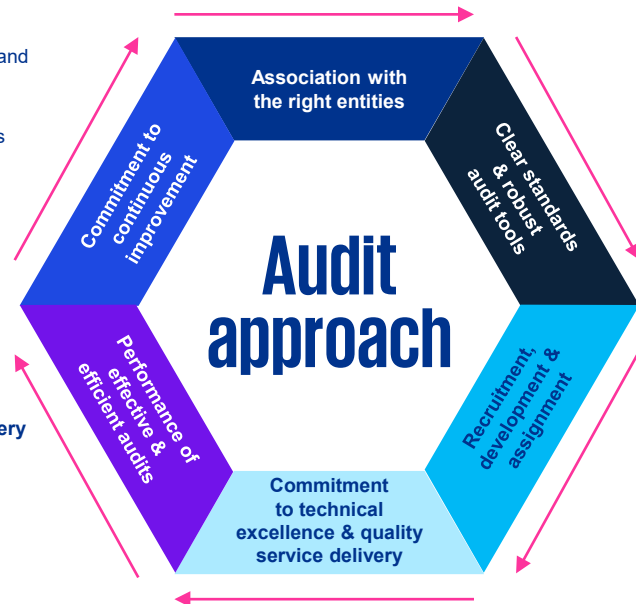 and
s
ery
Association with
the right entities
Clear standards
& robust
audit tools
Recruitment,
development &
assignment
Commitment
to technical
excellence & quality
service delivery
Performance of
effective &
efficient audits
Commitment to
continuous
improvement
Audit
approach